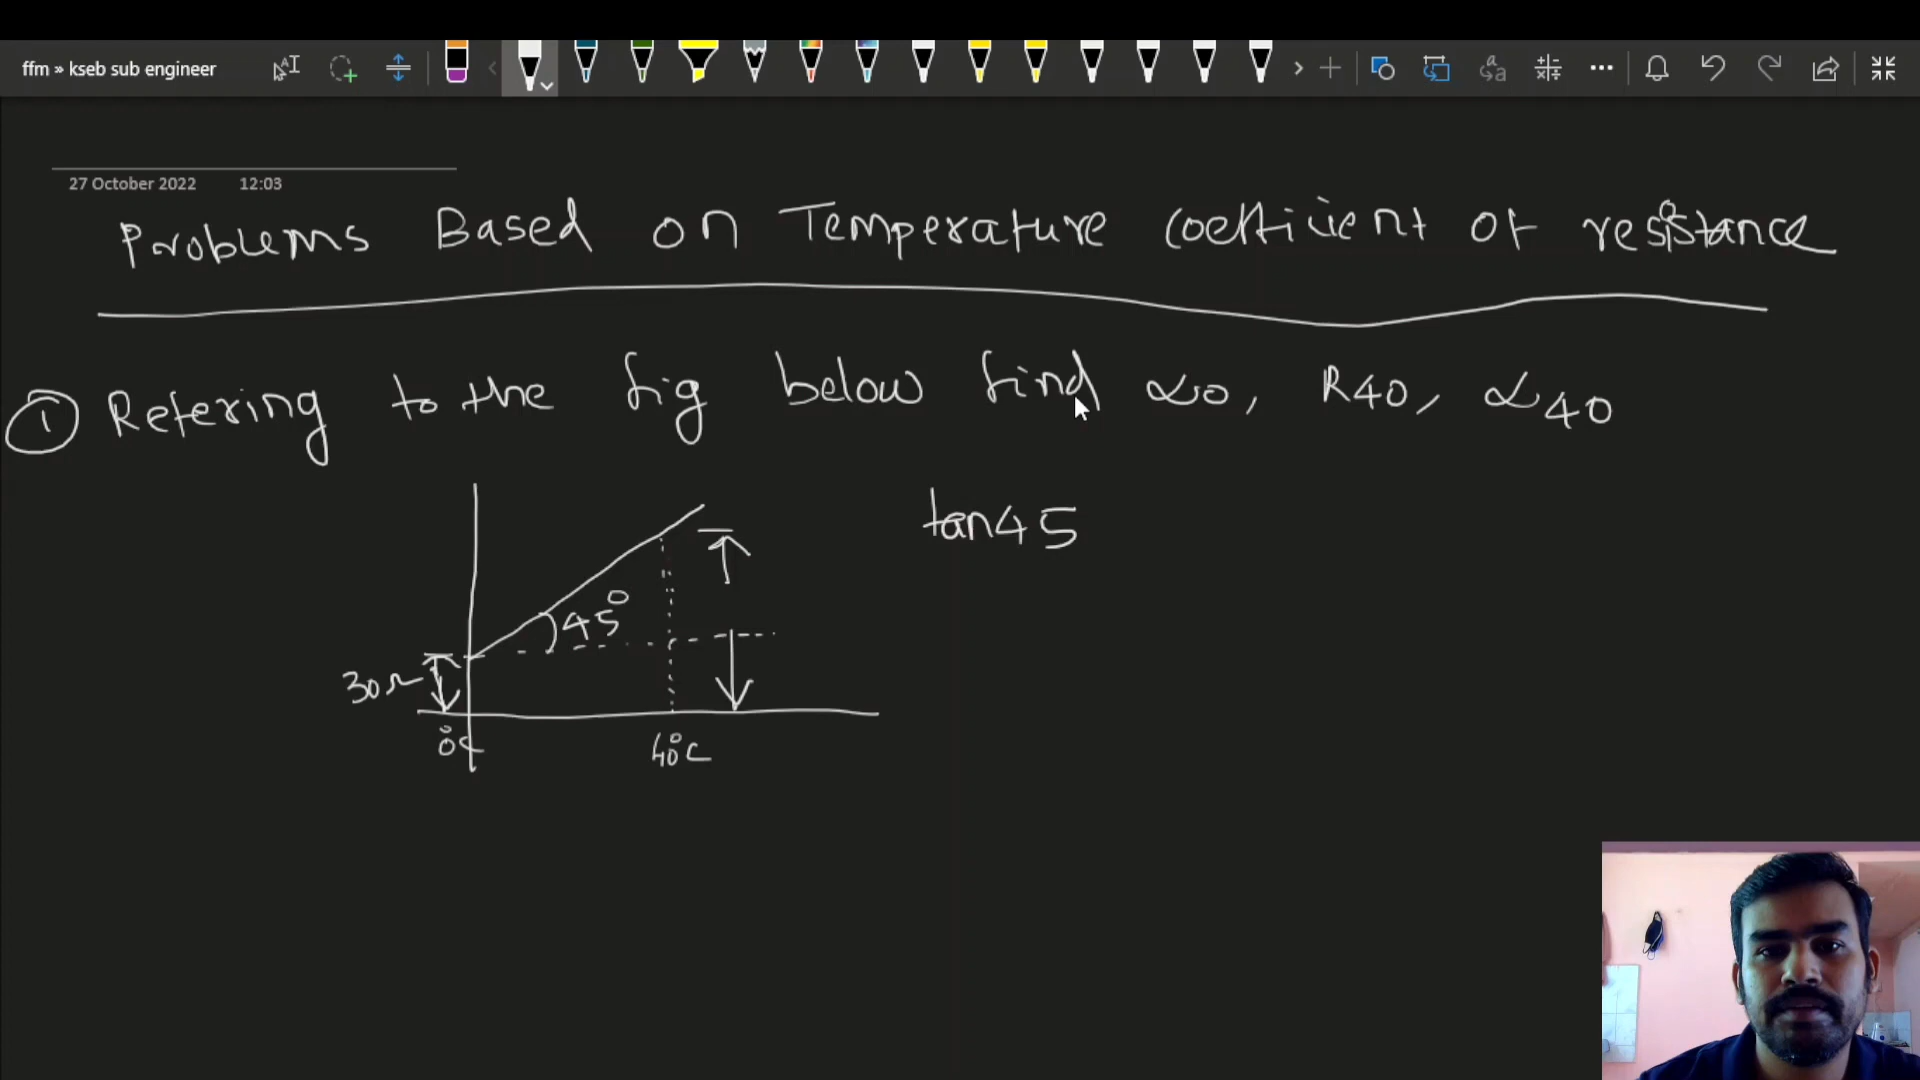 ffm » kseb sub engineer
27 October 2022 12:03
Problems Based on Temperature coefficient of resistance
① Refering to the fig below find α0, R40, α40
tan45
45°
30Ω
0°C
40°C